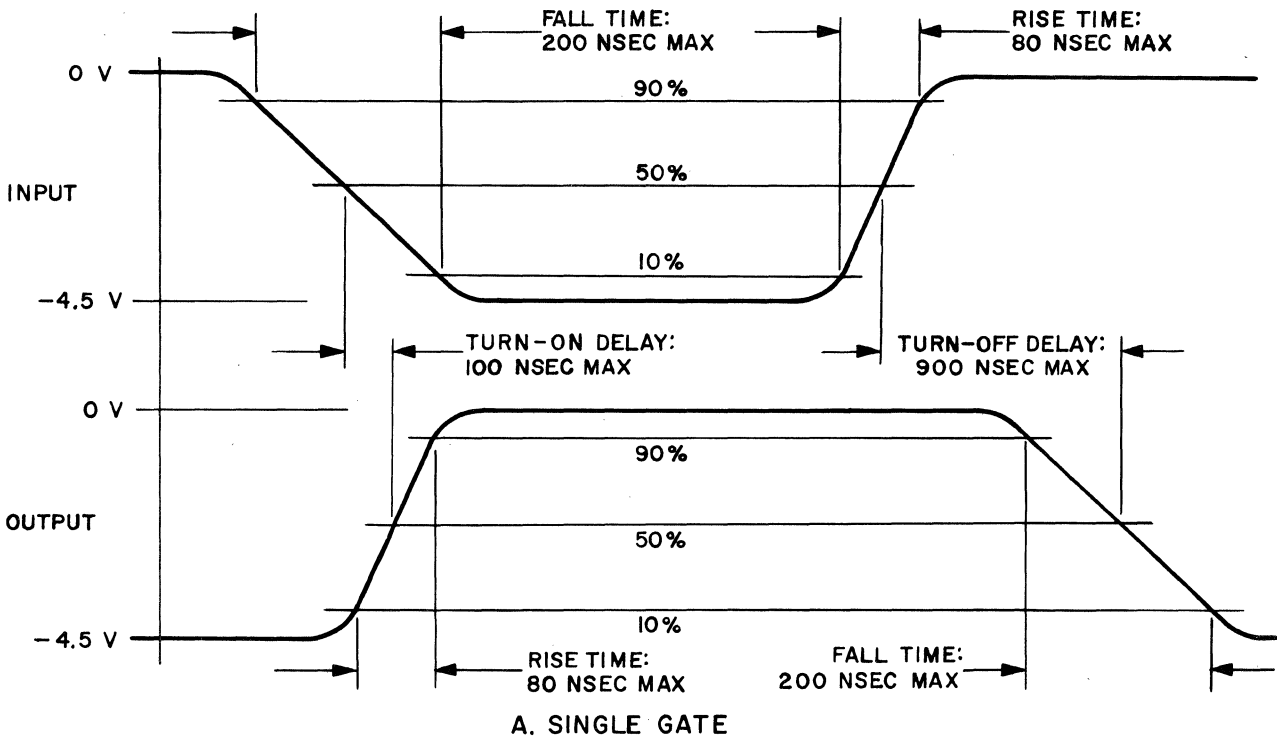 FALL TIME:
200 NSEC MAX
RISE TIME:
80 NSEC MAX
0 V
90%
50%
INPUT
10%
-4.5 V
TURN-ON DELAY:
100 NSEC MAX
TURN-OFF DELAY:
900 NSEC MAX
0 V
90%
OUTPUT
50%
10%
-4.5 V
RISE TIME:
80 NSEC MAX
FALL TIME:
200 NSEC MAX
A. SINGLE GATE